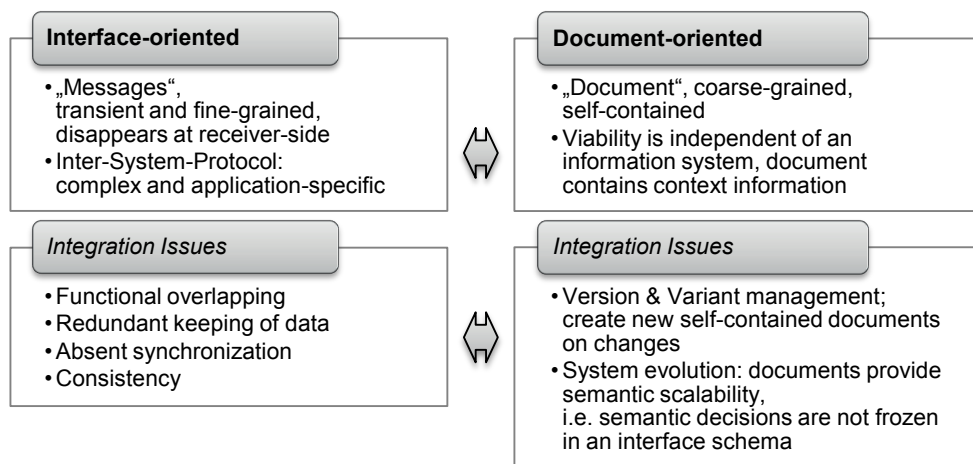 Interface-oriented
• „Messages“,
transient and fine-grained,
disappears at receiver-side
• Inter-System-Protocol:
complex and application-specific
Document-oriented
• „Document“, coarse-grained,
self-contained
• Viability is independent of an
information system, document
contains context information
Integration Issues
• Functional overlapping
• Redundant keeping of data
• Absent synchronization
• Consistency
Integration Issues
• Version & Variant management;
create new self-contained documents
on changes
• System evolution: documents provide
semantic scalability,
i.e. semantic decisions are not frozen
in an interface schema